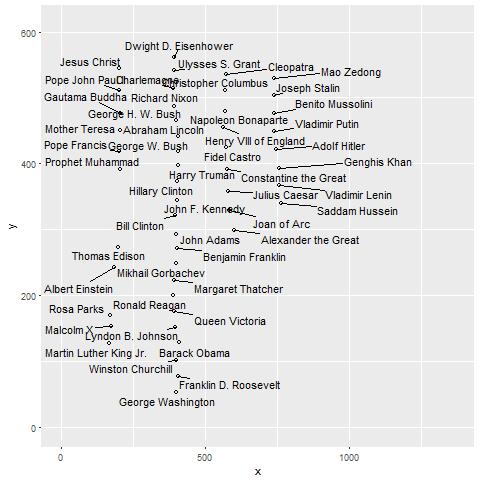 600
Dwight D. Eisenhower
Jesus Christ
Ulysses S. Grant
Cleopatra
Mao Zedong
Pope John Paul I
Charlemagne
Christopher Columbus
Joseph Stalin
Gautama Buddha
Richard Nixon
Benito Mussolini
George H. W. Bush
Napoleon Bonaparte
Vladimir Putin
Mother Teresa
Abraham Lincoln
Henry VIII of England
Adolf Hitler
Pope Francis
George W. Bush
Fidel Castro
400
Prophet Muhammad
Genghis Khan
Harry Truman
Constantine the Great
Hillary Clinton
Julius Caesar
Vladimir Lenin
John F. Kennedy
Saddam Hussein
Bill Clinton
Joan of Arc
y
John Adams
Alexander the Great
Thomas Edison
Benjamin Franklin
Mikhail Gorbachev
Albert Einstein
Margaret Thatcher
200
Rosa Parks
Ronald Reagan
Queen Victoria
Malcolm X
Lyndon B. Johnson
Martin Luther King Jr.
Barack Obama
Winston Churchill
Franklin D. Roosevelt
George Washington
0
0
500
1000
x